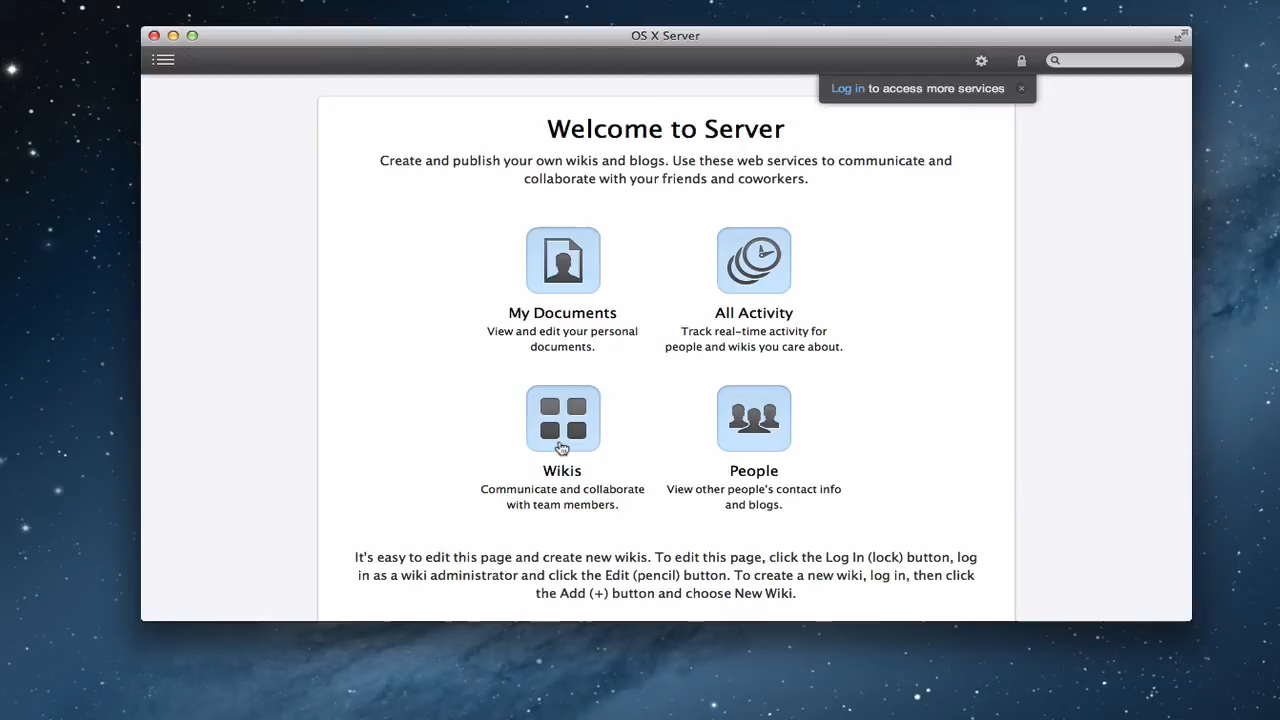 OS X Server
Log in to access more services
Welcome to Server
Create and publish your own wikis and blogs. Use these web services to communicate and
collaborate with your friends and coworkers.
My Documents
View and edit your personal
documents.
All Activity
Track real-time activity for
people and wikis you care about.
Wikis
Communicate and collaborate
with team members.
People
View other people's contact info
and blogs.
It's easy to edit this page and create new wikis. To edit this page, click the Log In (lock) button, log
in as a wiki administrator and click the Edit (pencil) button. To create a new wiki, log in, then click
the Add (+) button and choose New Wiki.